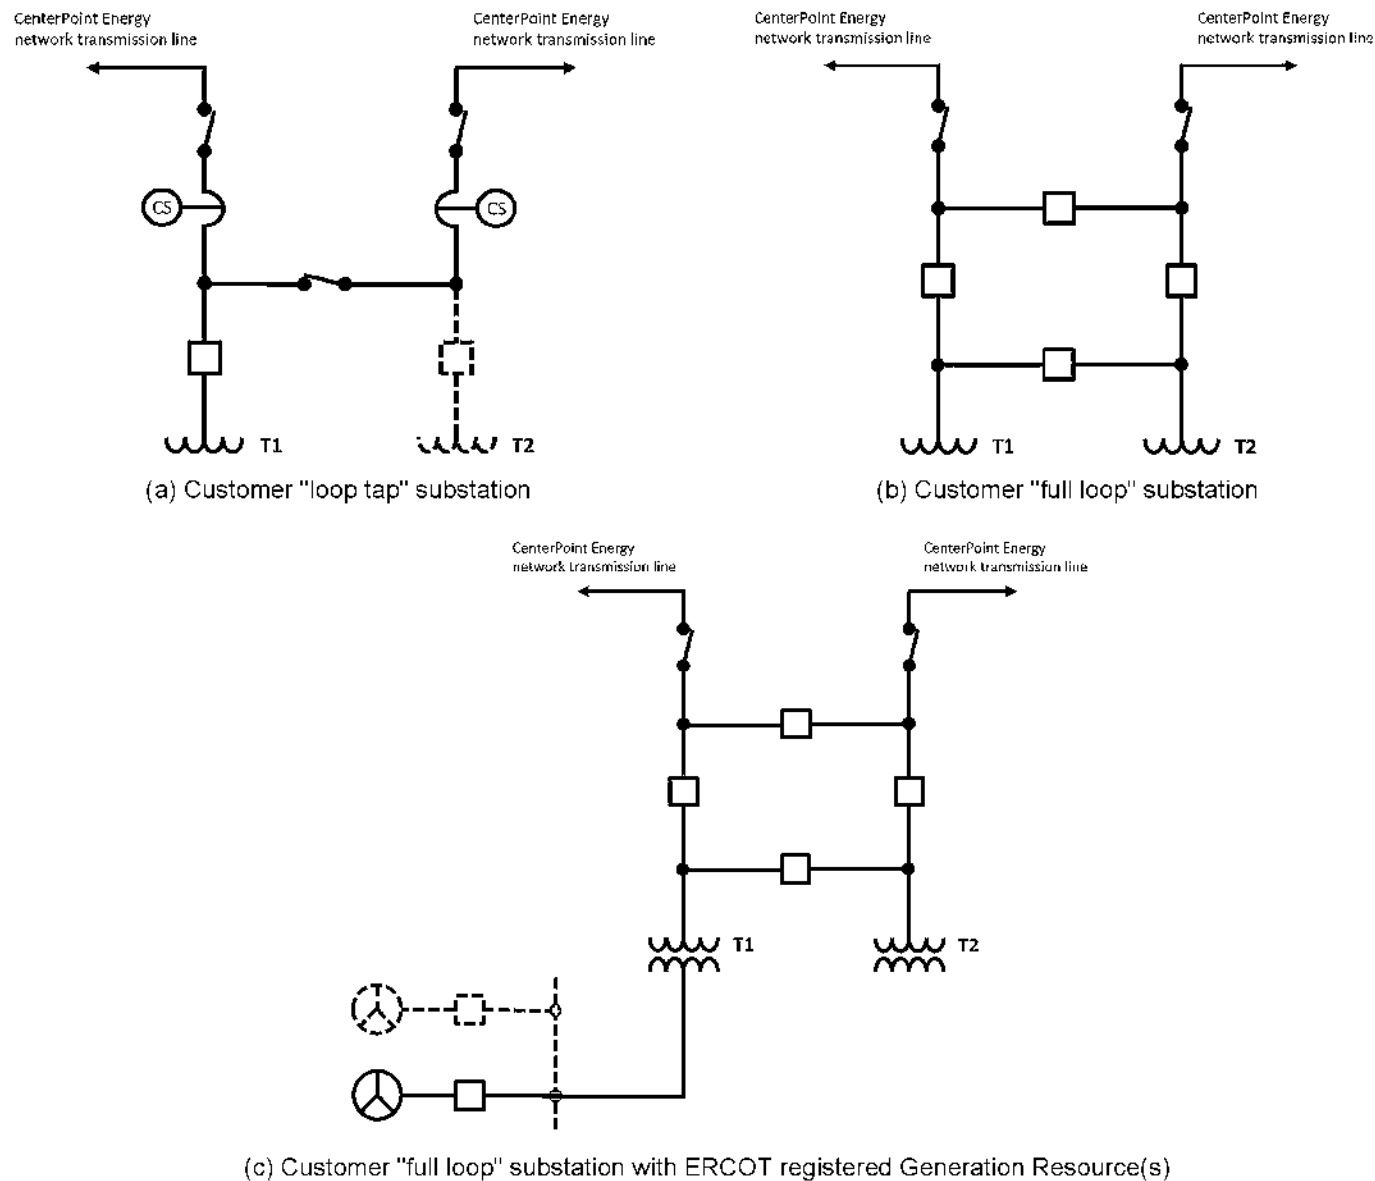 CenterPoint Energy
network transmission line
CenterPoint Energy
network transmission line
CS
CS
T1
T2
(a) Customer "loop tap" substation
CenterPoint Energy
network transmission line
CenterPoint Energy
network transmission line
T1
T2
(b) Customer "full loop" substation
CenterPoint Energy
network transmission line
CenterPoint Energy
network transmission line
T1
T2
(c) Customer "full loop" substation with ERCOT registered Generation Resource(s)